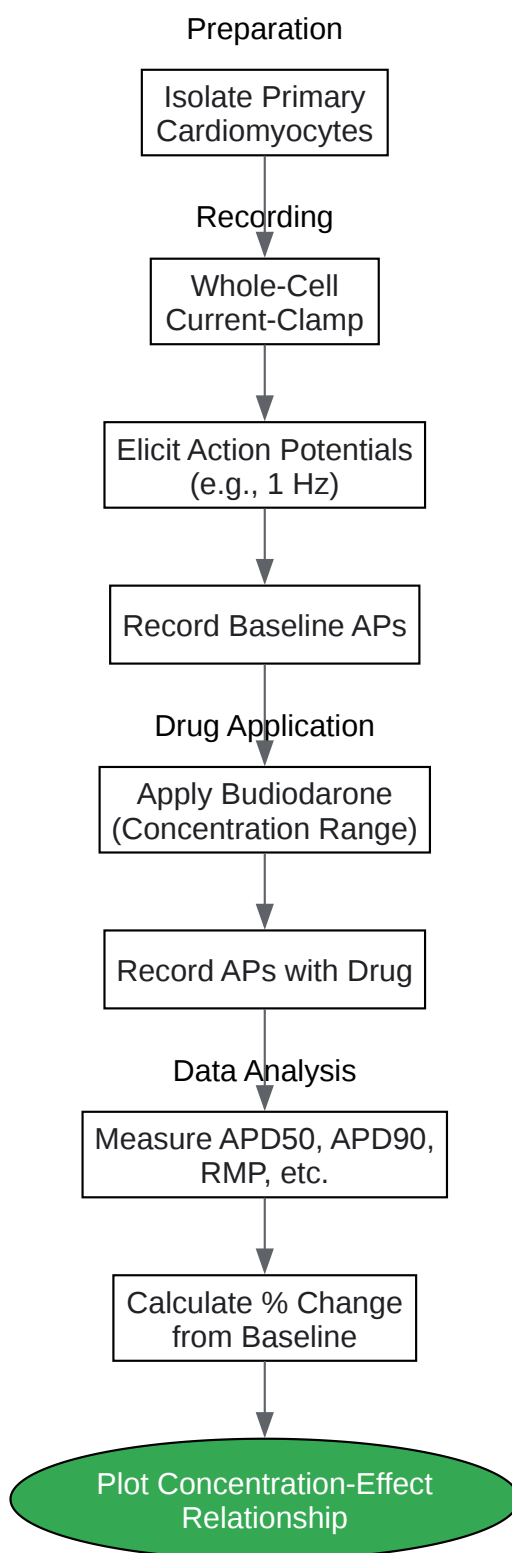 Preparation
Isolate Primary
Cardiomyocytes
Recording
Whole-Cell
Current-Clamp
Elicit Action Potentials
(e.g., 1 Hz)
Record Baseline APs
Drug Application
Apply Budiodarone
(Concentration Range)
Record APs with Drug
Data Analysis
Measure APD50, APD90,
RMP, etc.
Calculate % Change
from Baseline
Plot Concentration-Effect
Relationship